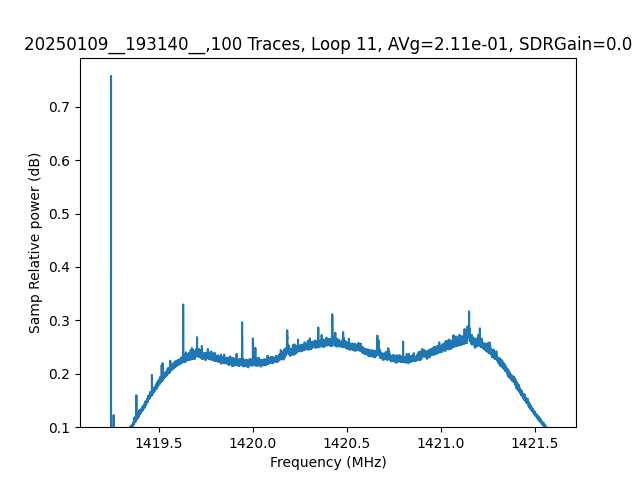 20250109__193140__,100 Traces, Loop 11, AVg=2.11e-01, SDRGain=0.0
0.7
0.6
0.5
0.4
0.3
0.2
0.1
Samp Relative power (dB)
1419.5 1420.0 1420.5 1421.0 1421.5
Frequency (MHz)